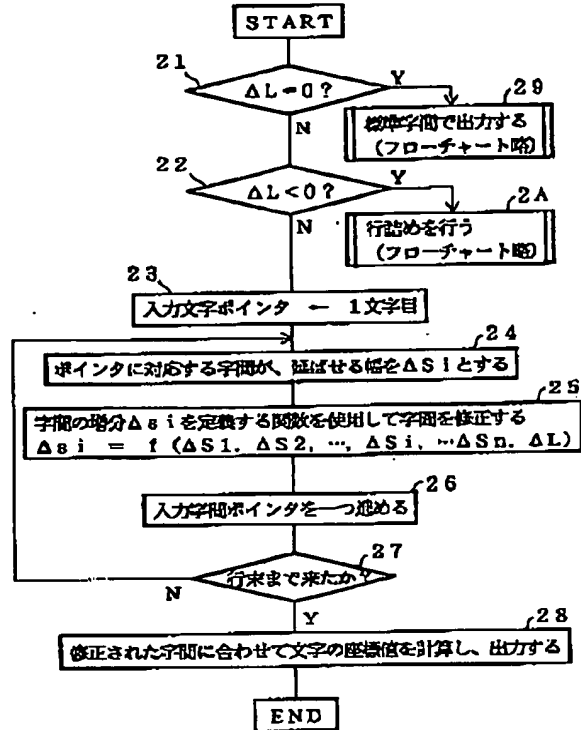 START
21
ΔL=0?
Y
29
N
標準字間で出力する
(フローチャート略)
22
ΔL<0?
Y
2A
N
行詰めを行う
(フローチャート略)
23
入力文字ポインタ ← 1文字目
24
ポインタに対応する字間が、延ばせる幅をΔSiとする
25
字間の増分Δsiを定義する関数を使用して字間を修正する
Δsi = f (ΔS1. ΔS2, …, ΔSi, …ΔSn. ΔL)
26
入力字間ポインタを一つ進める
27
行末まで来たか?
N
Y
28
修正された字間に合わせて文字の座標値を計算し、出力する
END